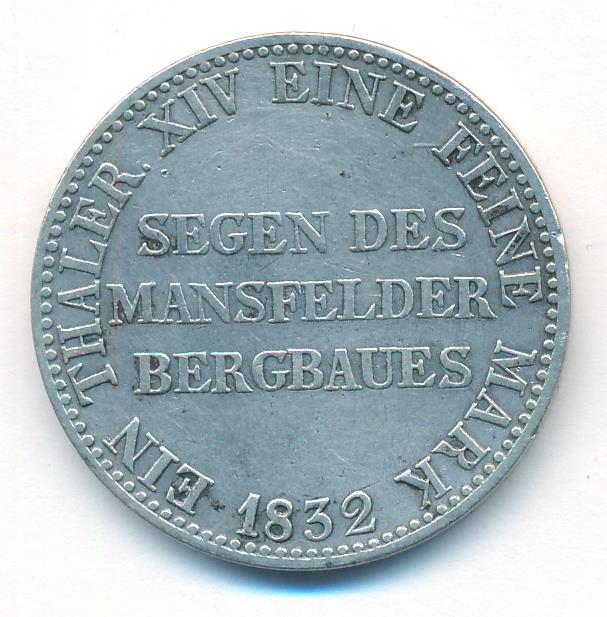 EIN THALER. XIV EINE FEINE MARK
SEGEN DES
MANSFELDER
BERGBAUES
1832